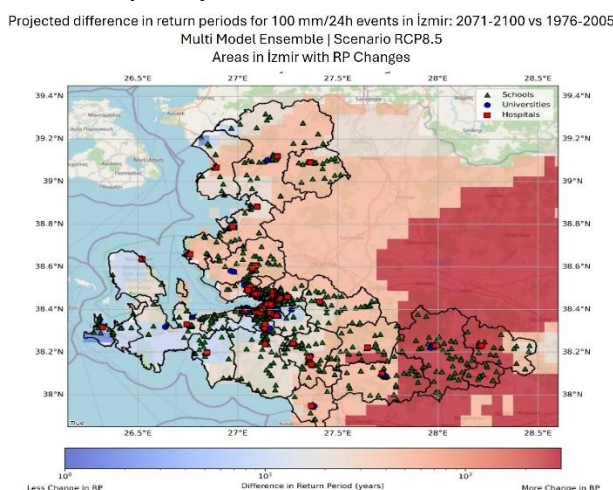 Projected difference in return periods for 100 mm/24h events in İzmir: 2071-2100 vs 1976-2005
Multi Model Ensemble | Scenario RCP8.5
Areas in İzmir with RP Changes
26.5°E 27°E 27.5°E 28°E 28.5°E
Schools
Universities
Hospitals
39.4°N 39.4°N
39.2°N 39.2°N
39°N 39°N
38.8°N 38.8°N
38.6°N 38.6°N
38.4°N 38.4°N
38.2°N 38.2°N
38°N 38°N
26.5°E 27°E 27.5°E 28°E 28.5°E
10⁰ 10¹ 10²
Less Change in RP Difference in Return Period (years) More Change in RP